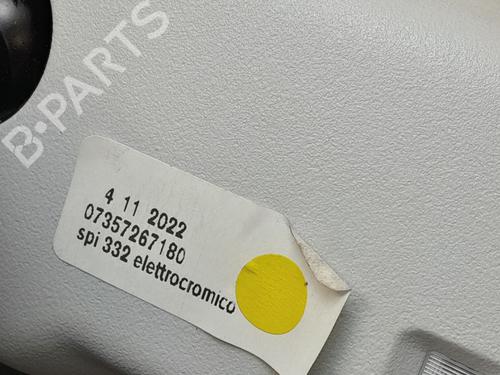 B-PARTS
4 11 2022
07357267180
spi 332 elettrocromico